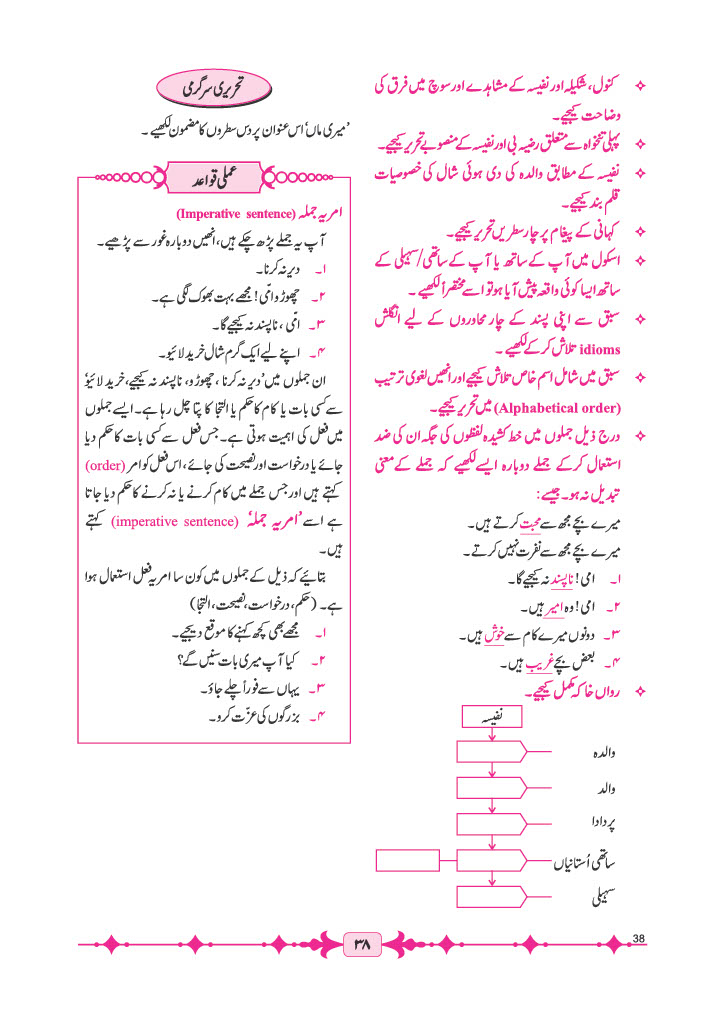 ❖ کنول، شکیلہ اور نفیسہ کے مشاہدے اور سوچ میں فرق کی
وضاحت کیجیے۔
❖ پہلی تنخواہ سے متعلق رضیہ بی اور نفیسہ کے منصوبے تحریر کیجیے۔
❖ نفیسہ کے مطابق والدہ کی دی ہوئی شال کی خصوصیات
قلم بند کیجیے۔
❖ کہانی کے پیغام پر چار سطریں تحریر کیجیے۔
❖ اسکول میں آپ کے ساتھ یا آپ کے ساتھی/سہیلی کے
ساتھ ایسا کوئی واقعہ پیش آیا ہو تو اسے مختصراً لکھیے۔
❖ سبق سے اپنی پسند کے چار محاوروں کے لیے انگلش
idioms تلاش کرکے لکھیے۔
❖ سبق میں شامل اسم خاص تلاش کیجیے اور انھیں لغوی ترتیب
(Alphabetical order) میں تحریر کیجیے۔
❖ درج ذیل جملوں میں خط کشیدہ لفظوں کی جگہ ان کی ضد
استعمال کرکے جملے دوبارہ ایسے لکھیے کہ جملے کے معنی
تبدیل نہ ہو۔ جیسے:
میرے بچے مجھ سے محبت کرتے ہیں۔
میرے بچے مجھ سے نفرت نہیں کرتے۔
۱۔ امی! ناپسند نہ کیجیے گا۔
۲۔ امی! وہ امیر ہیں۔
۳۔ دونوں میرے کام سے خوش ہیں۔
۴۔ بعض بچے غریب ہیں۔
❖ رواں خاکہ مکمل کیجیے۔
نفیسہ
والدہ
والد
پردادا
ساتھی اُستانیاں
سہیلی
تحریری سرگرمی
’میری ماں‘ اس عنوان پر دس سطروں کا مضمون لکھیے۔
عملی قواعد
امریہ جملہ (Imperative sentence)
آپ یہ جملے پڑھ چکے ہیں، انھیں دوبارہ غور سے پڑھیے۔
۱۔ دیر نہ کرنا۔
۲۔ چھوڑو امّی! مجھے بہت بھوک لگی ہے۔
۳۔ امّی، ناپسند نہ کیجیے گا۔
۴۔ اپنے لیے ایک گرم شال خرید لائیو۔
ان جملوں میں ’دیر نہ کرنا، چھوڑو، ناپسند نہ کیجیے، خرید لائیو‘
سے کسی بات یا کام کا حکم یا التجا کا پتا چل رہا ہے۔ ایسے جملوں
میں فعل کی اہمیت ہوتی ہے۔ جس فعل سے کسی بات کا حکم دیا
جائے یا درخواست اور نصیحت کی جائے، اس فعل کو امر (order)
کہتے ہیں اور جس جملے میں کام کرنے یا نہ کرنے کا حکم دیا جاتا
ہے اسے ’امریہ جملہ‘ (imperative sentence) کہتے
ہیں۔
بتائیے کہ ذیل کے جملوں میں کون سا امریہ فعل استعمال ہوا
ہے۔ (حکم، درخواست، نصیحت، التجا)
۱۔ مجھے بھی کچھ کہنے کا موقع دیجیے۔
۲۔ کیا آپ میری بات سنیں گے؟
۳۔ یہاں سے فوراً چلے جاؤ۔
۴۔ بزرگوں کی عزّت کرو۔
۳۸
38